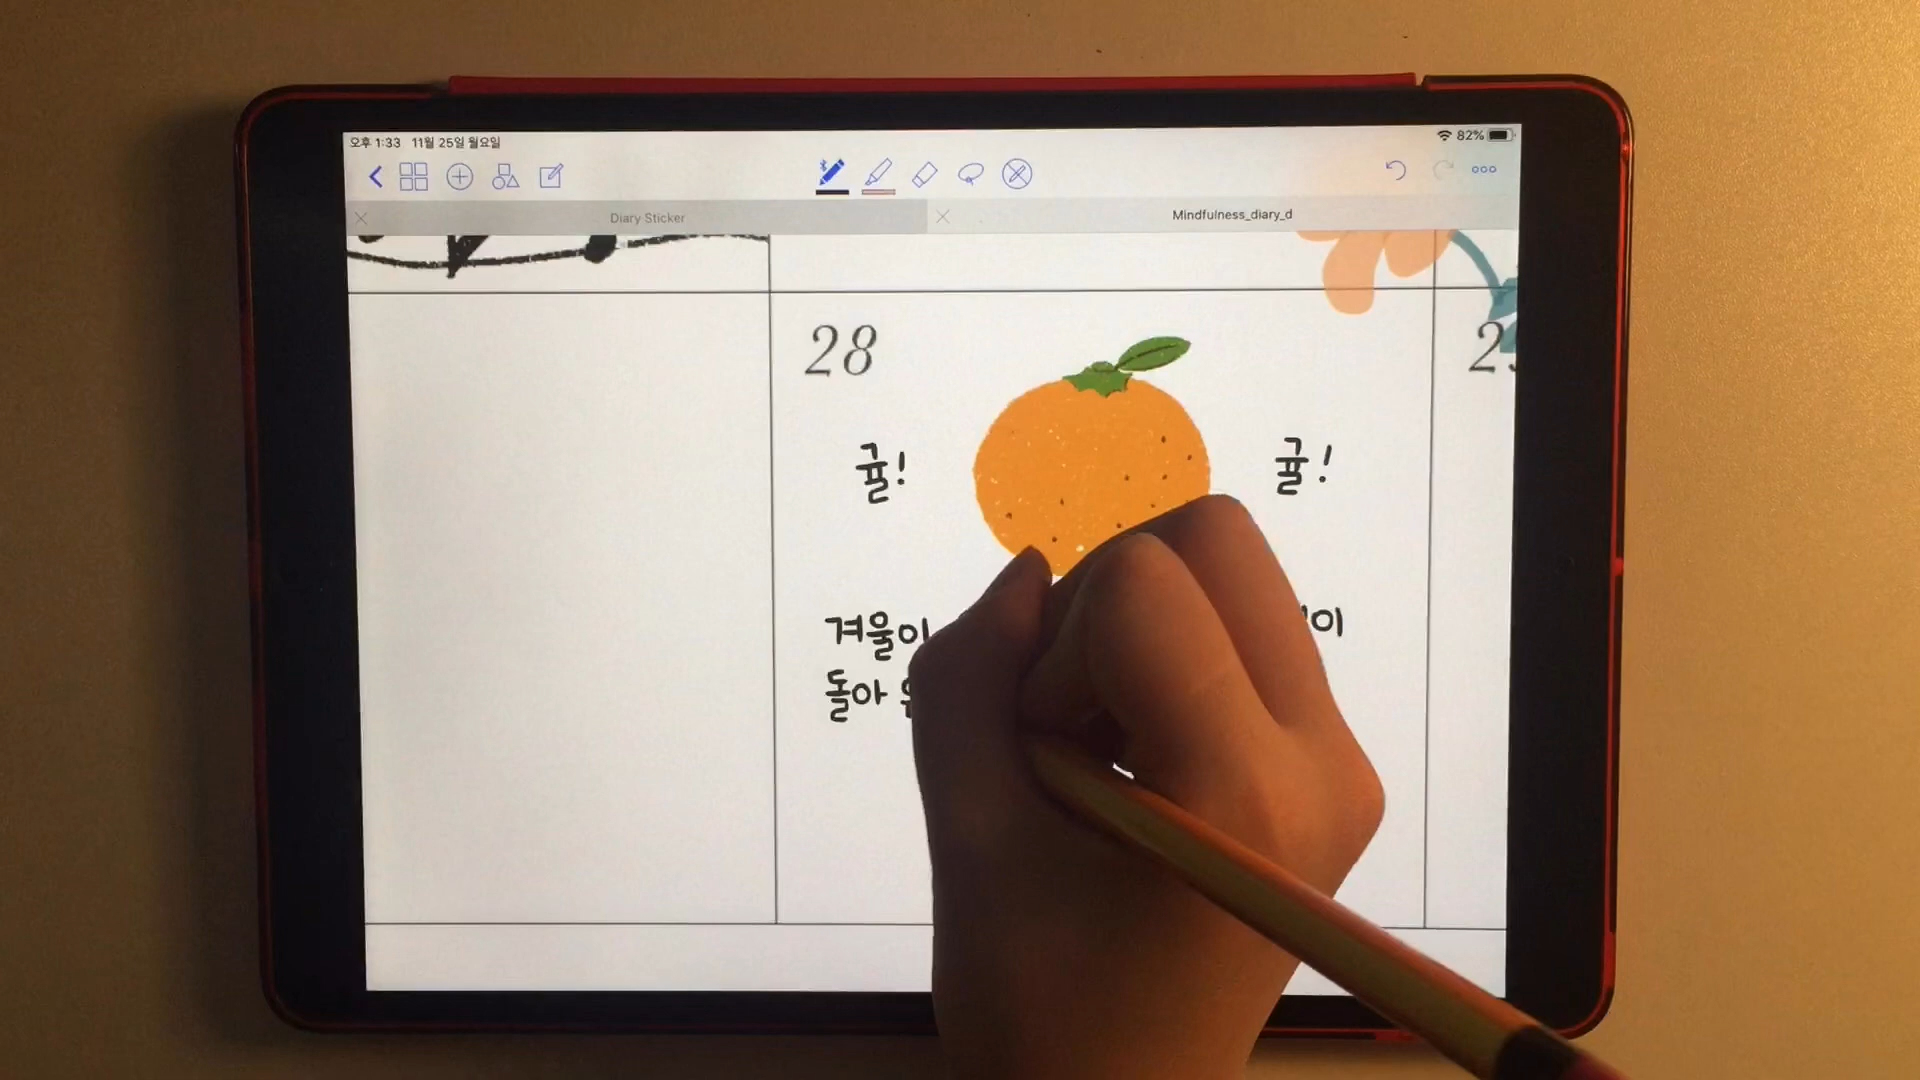 오후 1:33 11월 25일 월요일
82%
Diary Sticker
Mindfulness_diary_d
28
귤!
귤!
겨울이
돌아